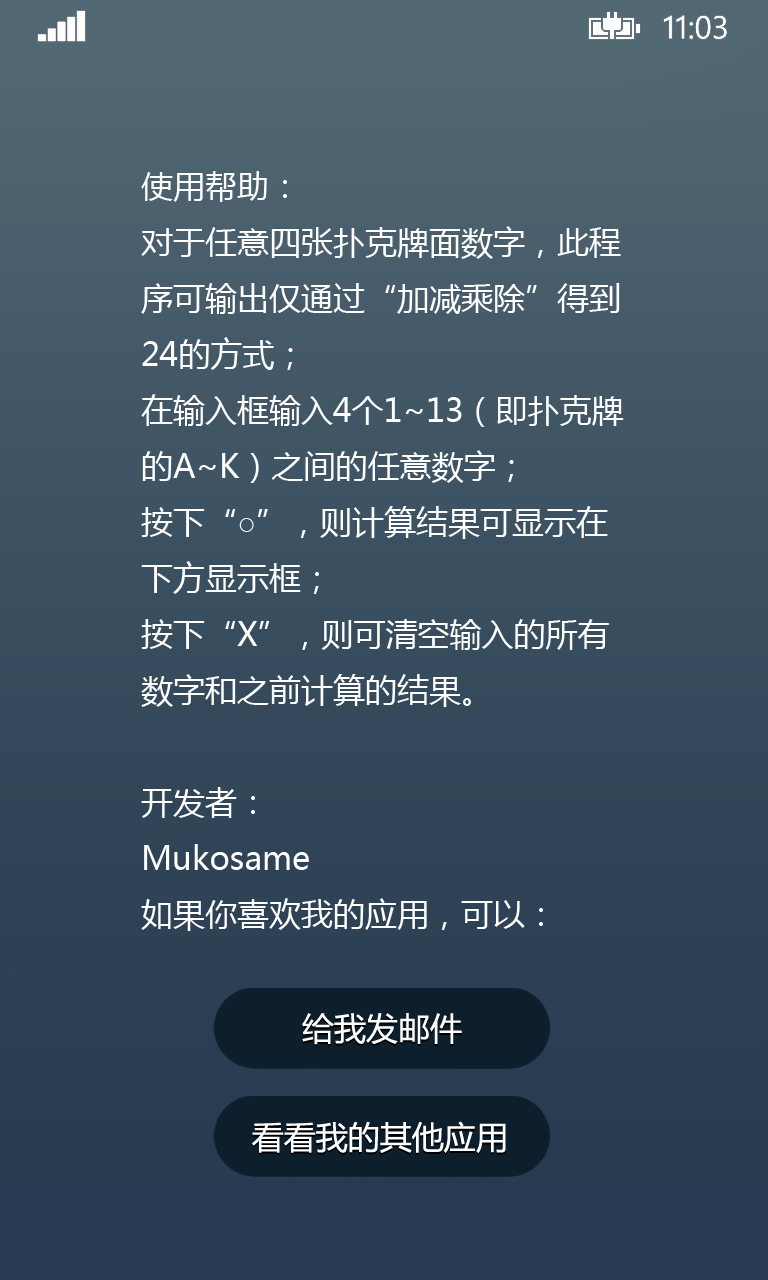 11:03
使用帮助：
对于任意四张扑克牌面数字，此程
序可输出仅通过“加减乘除”得到
24的方式；
在输入框输入4个1~13（即扑克牌
的A~K）之间的任意数字；
按下“○”，则计算结果可显示在
下方显示框；
按下“X”，则可清空输入的所有
数字和之前计算的结果。
开发者：
Mukosame
如果你喜欢我的应用，可以：
给我发邮件
看看我的其他应用